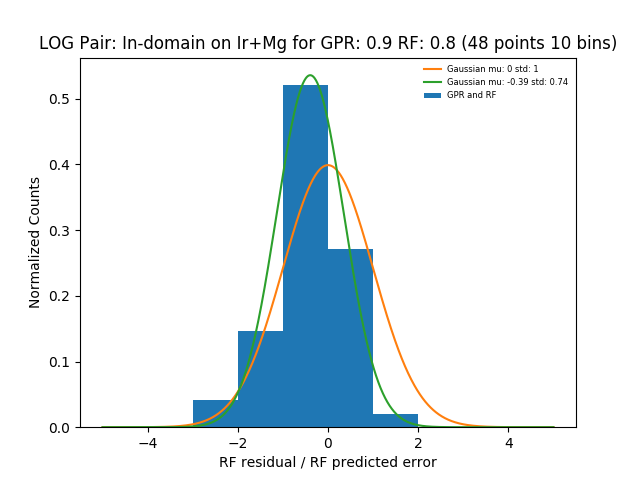 LOG Pair: In-domain on Ir+Mg for GPR: 0.9 RF: 0.8 (48 points 10 bins)
Gaussian mu: 0 std: 1
Gaussian mu: -0.39 std: 0.74
GPR and RF
Normalized Counts
0.5
0.4
0.3
0.2
0.1
0.0
−4 −2 0 2 4
RF residual / RF predicted error